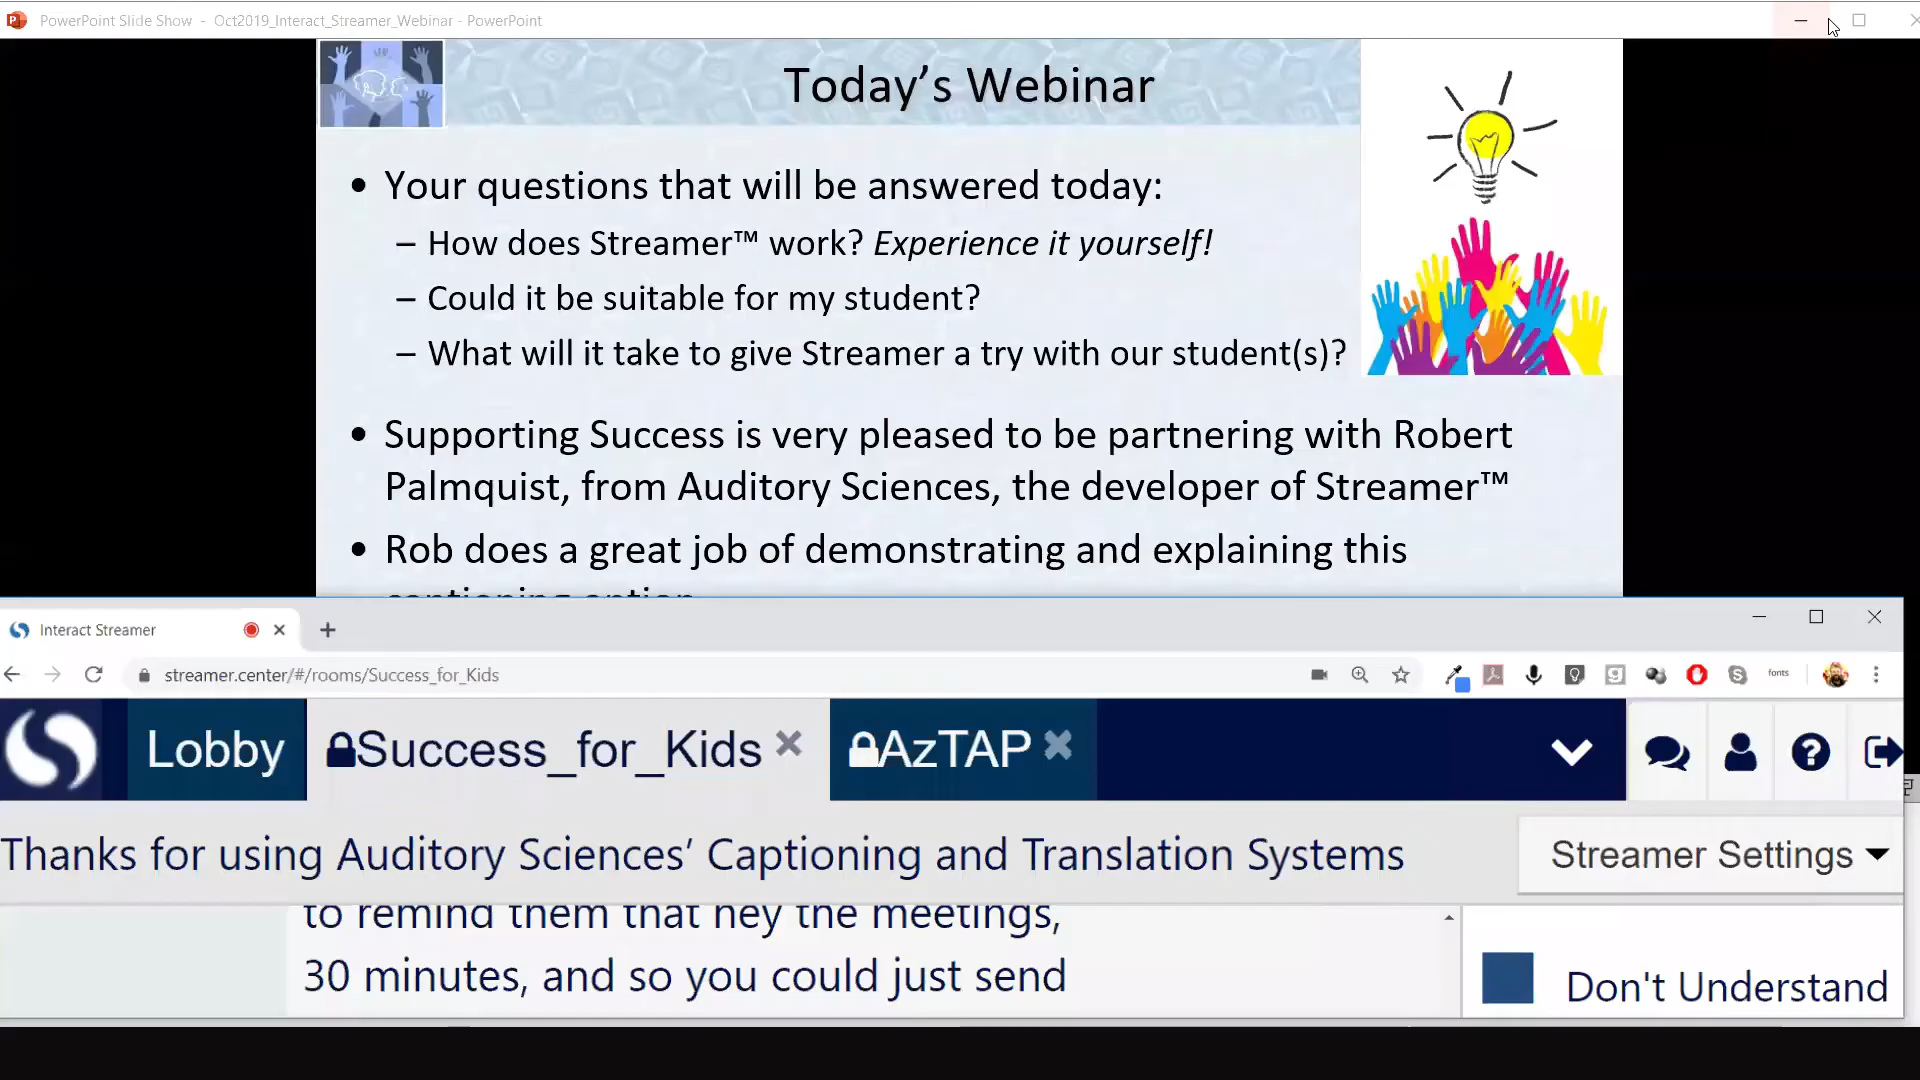 PowerPoint Slide Show - Oct2019_Interact_Streamer_Webinar - PowerPoint
Today’s Webinar
• Your questions that will be answered today:
– How does Streamer™ work? Experience it yourself!
– Could it be suitable for my student?
– What will it take to give Streamer a try with our student(s)?
• Supporting Success is very pleased to be partnering with Robert
Palmquist, from Auditory Sciences, the developer of Streamer™
• Rob does a great job of demonstrating and explaining this
captioning option
Interact Streamer
streamer.center/#/rooms/Success_for_Kids
fonts
Lobby
Success_for_Kids
AzTAP
Thanks for using Auditory Sciences’ Captioning and Translation Systems
Streamer Settings
to remind them that hey the meetings,
30 minutes, and so you could just send
Don't Understand